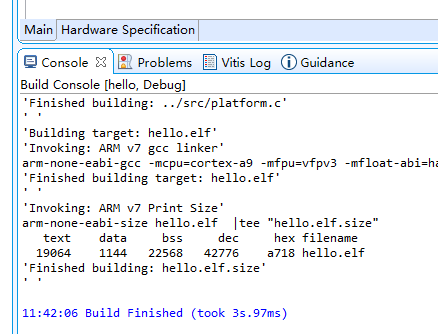 Main Hardware Specification
Console Problems Vitis Log Guidance
Build Console [hello, Debug]
'Finished building: ../src/platform.c'
' '
'Building target: hello.elf'
'Invoking: ARM v7 gcc linker'
arm-none-eabi-gcc -mcpu=cortex-a9 -mfpu=vfpv3 -mfloat-abi=ha
'Finished building target: hello.elf'
' '
'Invoking: ARM v7 Print Size'
arm-none-eabi-size hello.elf |tee "hello.elf.size"
text data bss dec hex filename
19064 1144 22568 42776 a718 hello.elf
'Finished building: hello.elf.size'
' '
11:42:06 Build Finished (took 3s.97ms)